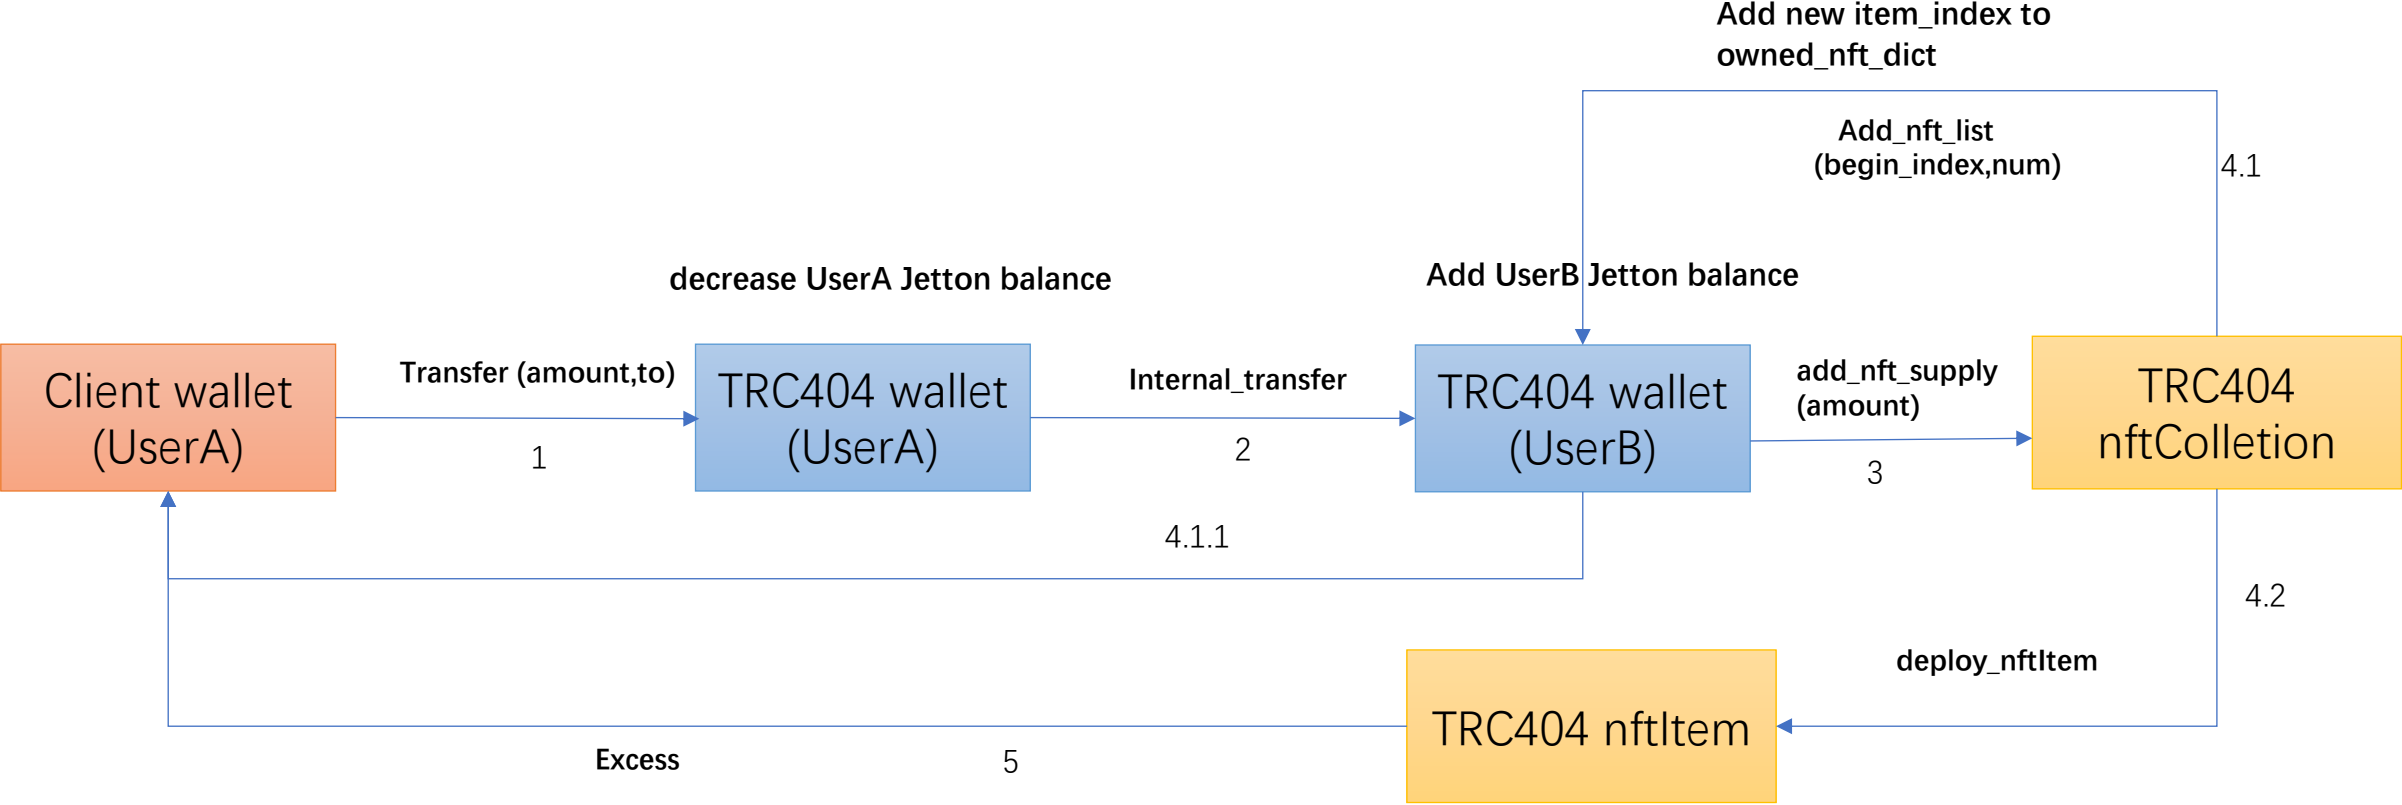 Add new item_index to
owned_nft_dict
Add_nft_list
(begin_index,num)
4.1
decrease UserA Jetton balance
Add UserB Jetton balance
Client wallet
(UserA)
Transfer (amount,to)
1
TRC404 wallet
(UserA)
Internal_transfer
2
TRC404 wallet
(UserB)
add_nft_supply
(amount)
3
TRC404
nftColletion
4.1.1
4.2
deploy_nftItem
TRC404 nftItem
Excess
5